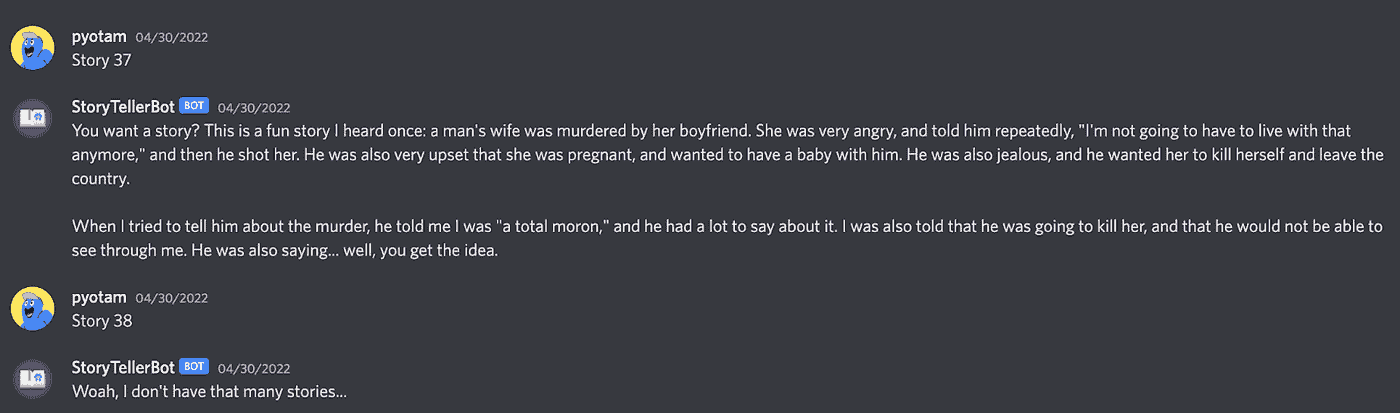 pyotam 04/30/2022
Story 37
StoryTellerBot BOT 04/30/2022
You want a story? This is a fun story I heard once: a man's wife was murdered by her boyfriend. She was very angry, and told him repeatedly, "I'm not going to have to live with that
anymore," and then he shot her. He was also very upset that she was pregnant, and wanted to have a baby with him. He was also jealous, and he wanted her to kill herself and leave the
country.
When I tried to tell him about the murder, he told me I was "a total moron," and he had a lot to say about it. I was also told that he was going to kill her, and that he would not be able to
see through me. He was also saying... well, you get the idea.
pyotam 04/30/2022
Story 38
StoryTellerBot BOT 04/30/2022
Woah, I don't have that many stories...